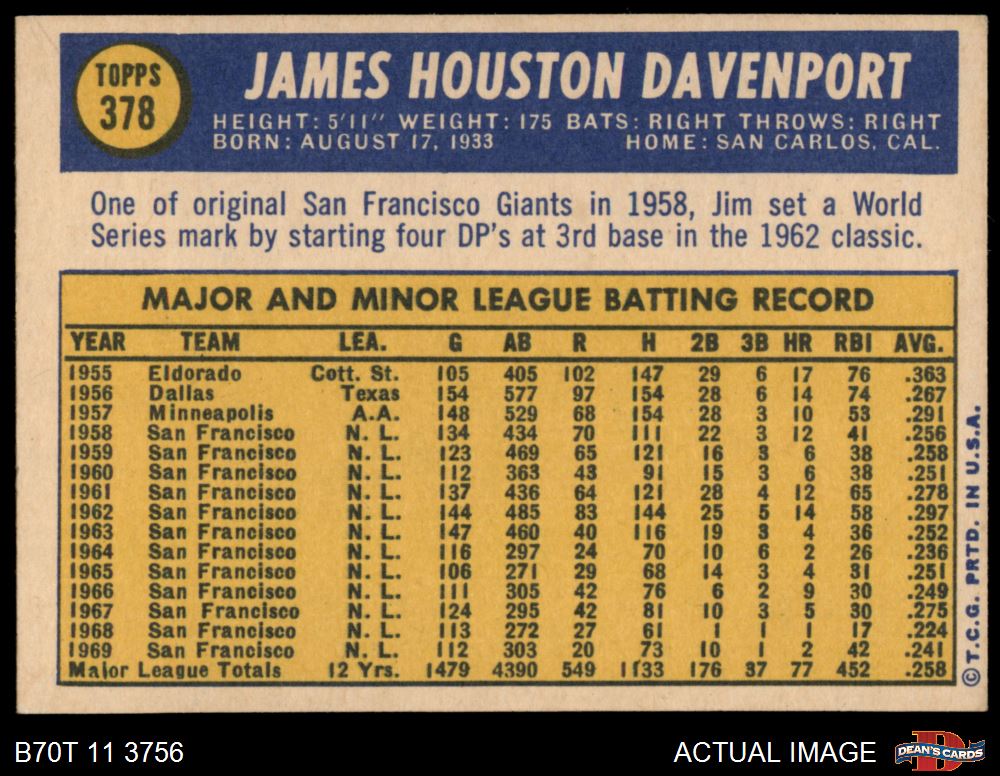 TOPPS
378
JAMES HOUSTON DAVENPORT
HEIGHT: 5'11" WEIGHT: 175 BATS: RIGHT THROWS: RIGHT
BORN: AUGUST 17, 1933 HOME: SAN CARLOS, CAL.
One of original San Francisco Giants in 1958, Jim set a World
Series mark by starting four DP's at 3rd base in the 1962 classic.
MAJOR AND MINOR LEAGUE BATTING RECORD
YEAR TEAM LEA. G AB R H 2B 3B HR RBI AVG.
1955 Eldorado Cott. St. 105 405 102 147 29 6 17 76 .363
1956 Dallas Texas 154 577 97 154 28 6 14 74 .267
1957 Minneapolis A.A. 148 529 68 154 28 3 10 53 .291
1958 San Francisco N. L. 134 434 70 111 22 3 12 41 .256
1959 San Francisco N. L. 123 469 65 121 16 3 6 38 .258
1960 San Francisco N. L. 112 363 43 91 15 3 6 38 .251
1961 San Francisco N. L. 137 436 64 121 28 4 12 65 .278
1962 San Francisco N. L. 144 485 83 144 25 5 14 58 .297
1963 San Francisco N. L. 147 460 40 116 19 3 4 36 .252
1964 San Francisco N. L. 116 297 24 70 10 6 2 26 .236
1965 San Francisco N. L. 106 271 29 68 14 3 4 31 .251
1966 San Francisco N. L. 111 305 42 76 6 2 9 30 .249
1967 San Francisco N. L. 124 295 42 81 10 3 5 30 .275
1968 San Francisco N. L. 113 272 27 61 1 1 1 17 .224
1969 San Francisco N. L. 112 303 20 73 10 1 2 42 .241
Major League Totals 12 Yrs. 1479 4390 549 1133 176 37 77 452 .258
©T.C.G. PRTD. IN U.S.A.
B70T 11 3756
ACTUAL IMAGE
D
DEAN'S CARDS